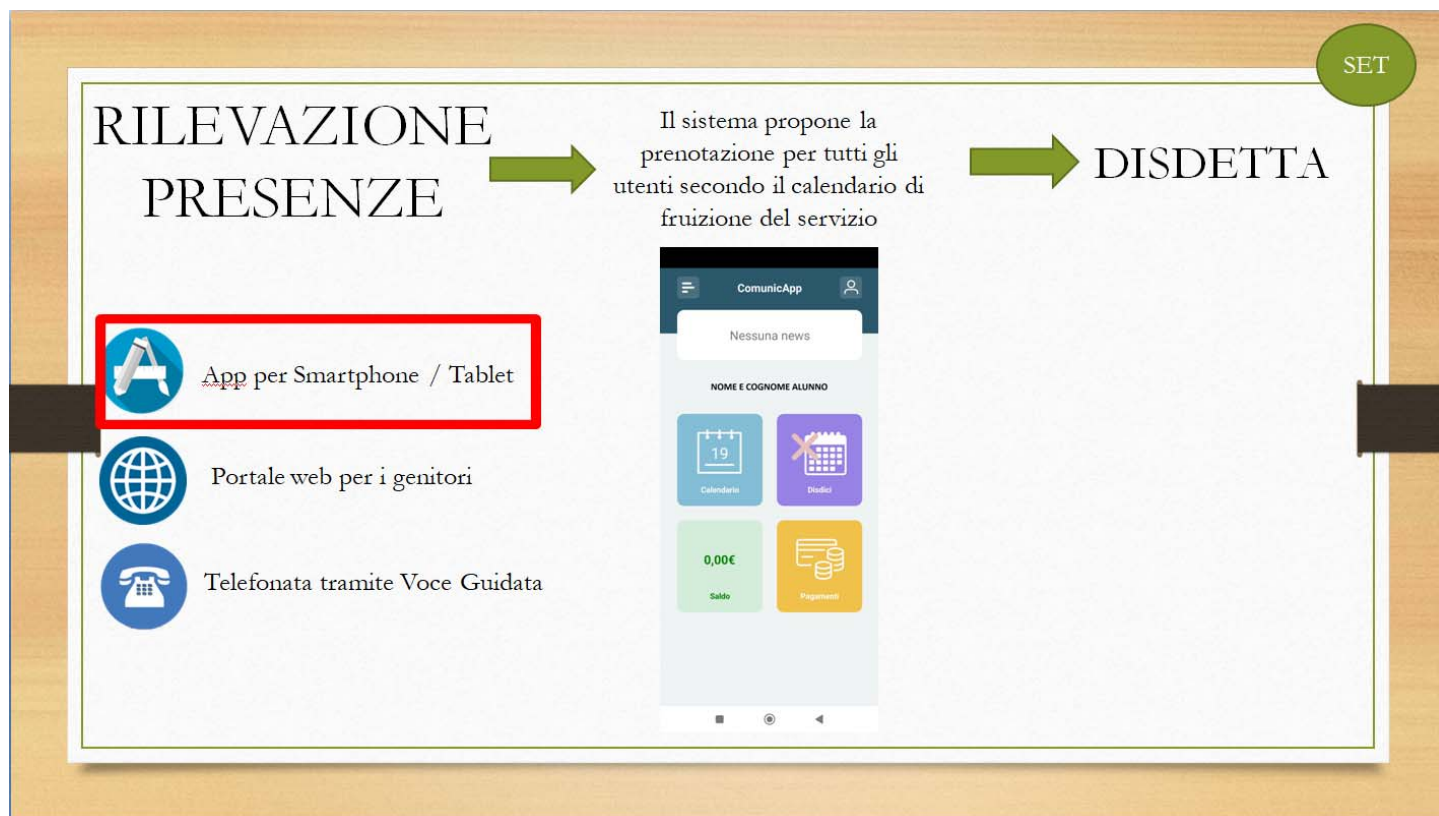 SET
RILEVAZIONE
PRESENZE
Il sistema propone la
prenotazione per tutti gli
utenti secondo il calendario di
fruizione del servizio
DISDETTA
App per Smartphone / Tablet
Portale web per i genitori
Telefonata tramite Voce Guidata
ComunicApp
Nessuna news
NOME E COGNOME ALUNNO
19
Calendario
Disdici
0,00€
Saldo
Pagamenti